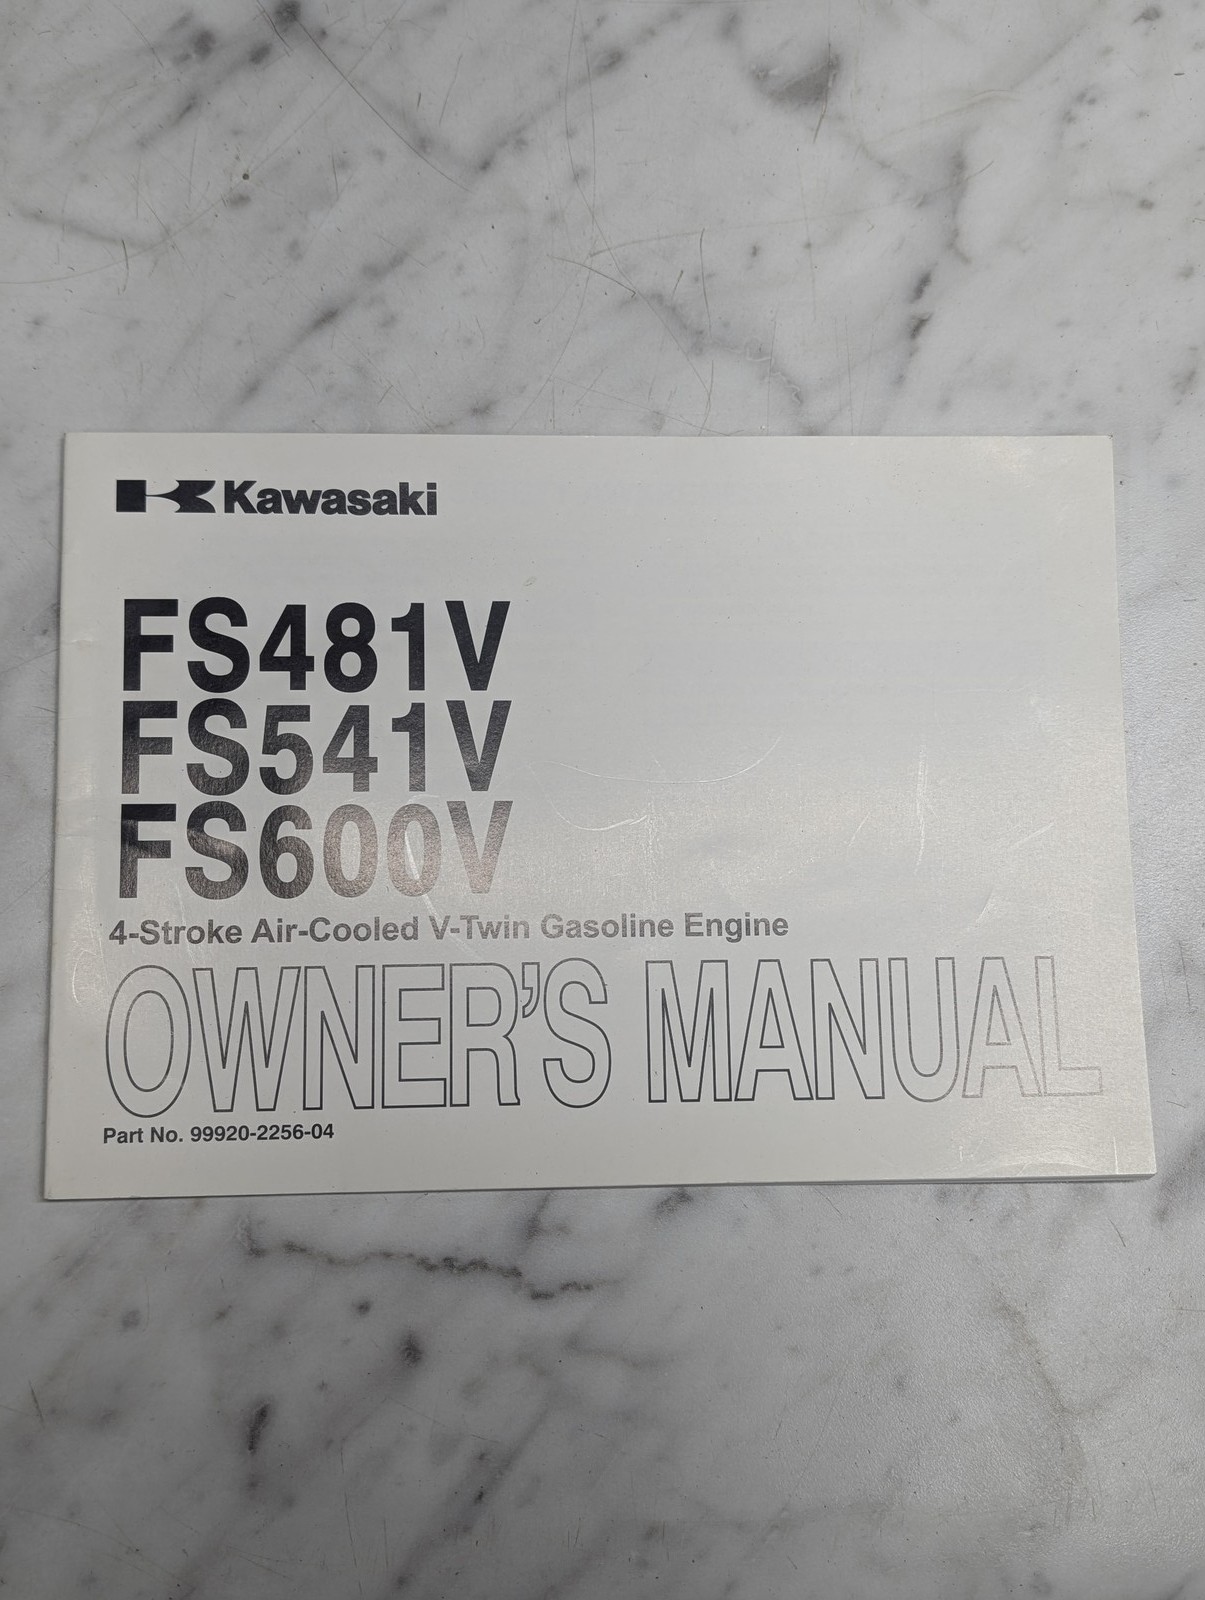 Kawasaki
FS481V
FS541V
FS600V
4-Stroke Air-Cooled V-Twin Gasoline Engine
OWNER'S MANUAL
Part No. 99920-2256-04